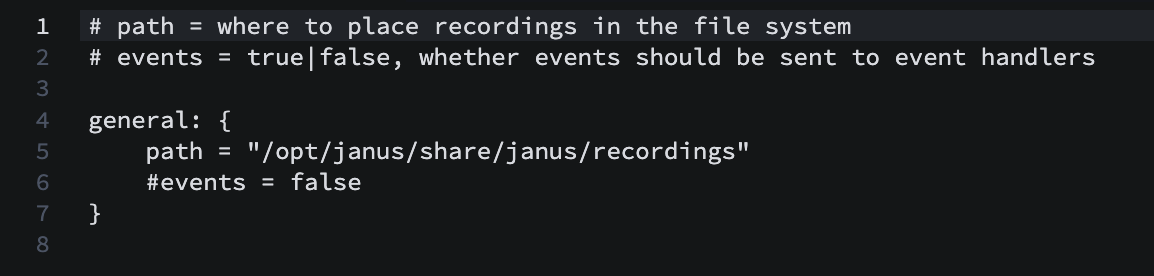 1 # path = where to place recordings in the file system
2 # events = true|false, whether events should be sent to event handlers
3
4 general: {
5     path = "/opt/janus/share/janus/recordings"
6     #events = false
7 }
8